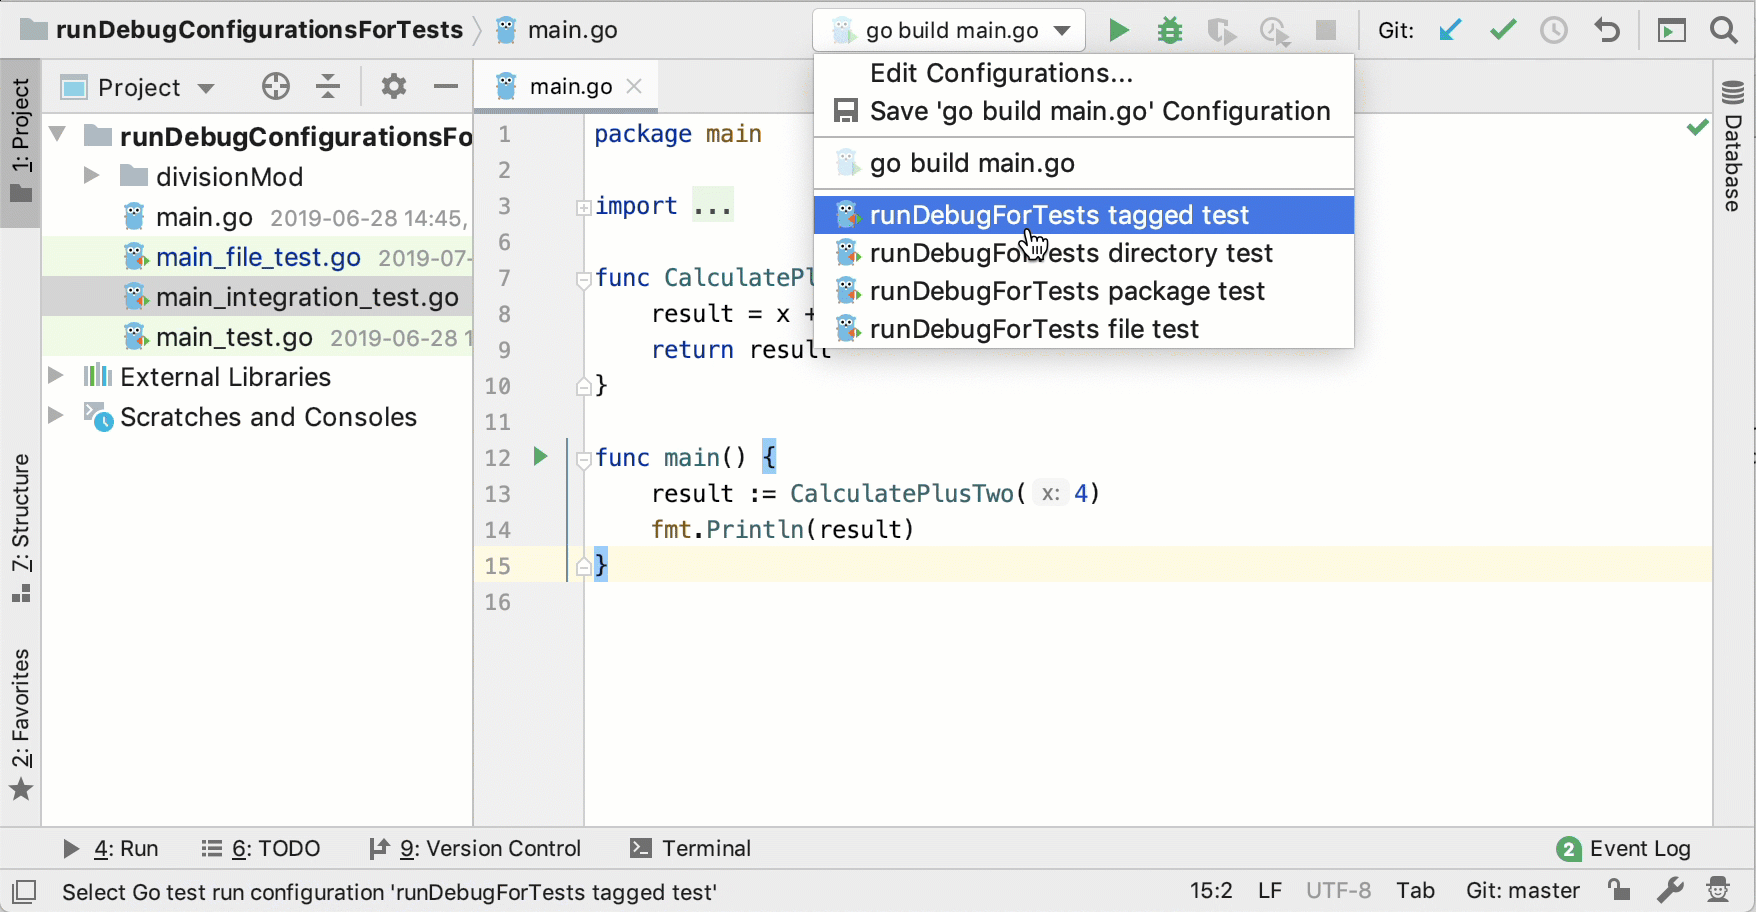 runDebugConfigurationsForTests main.go go build main.go Git:
Project main.go
Edit Configurations...
Save 'go build main.go' Configuration
go build main.go
runDebugForTests tagged test
runDebugForTests directory test
runDebugForTests package test
runDebugForTests file test
1: Project
7: Structure
2: Favorites
runDebugConfigurationsFo
divisionMod
main.go 2019-06-28 14:45,
main_file_test.go 2019-07-
main_integration_test.go
main_test.go 2019-06-28 1
External Libraries
Scratches and Consoles
1 package main
2
3 import ...
6
7 func CalculatePl
8 result = x +
9 return result
10 }
11
12 func main() {
13 result := CalculatePlusTwo( x: 4)
14 fmt.Println(result)
15 }
16
Database
4: Run 6: TODO 9: Version Control Terminal 2 Event Log
Select Go test run configuration 'runDebugForTests tagged test' 15:2 LF UTF-8 Tab Git: master